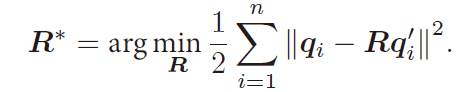 R* = arg min_R 1/2 ∑_{i=1}^{n} ‖q_i − Rq′_i‖².